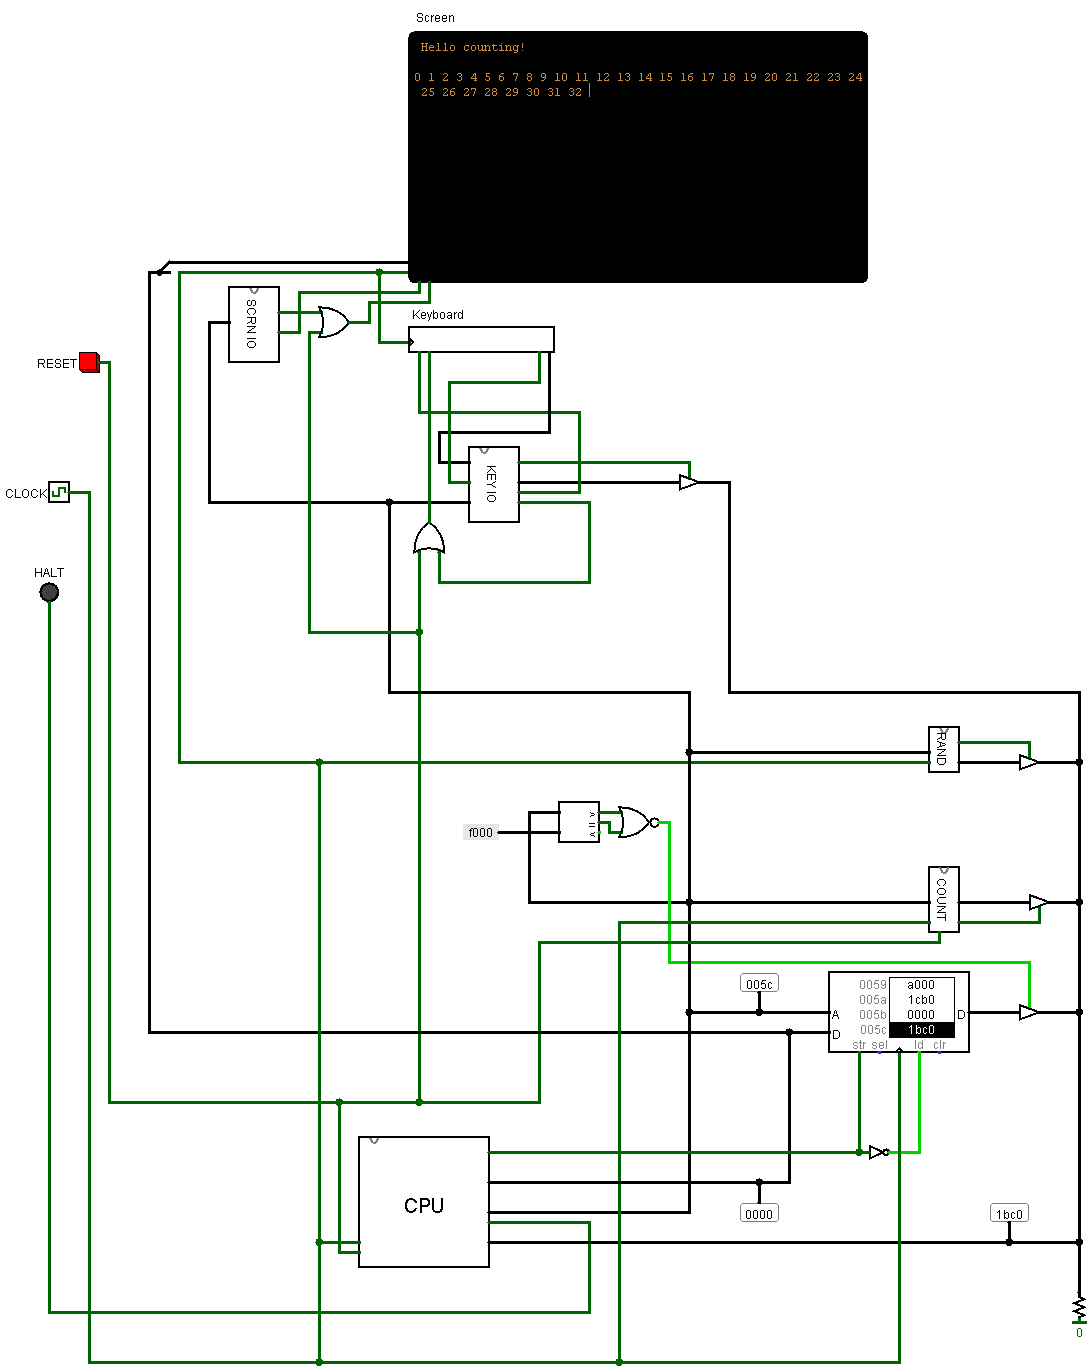 Screen
Hello counting!
0 1 2 3 4 5 6 7 8 9 10 11 12 13 14 15 16 17 18 19 20 21 22 23 24
25 26 27 28 29 30 31 32
SCRN IO
Keyboard
RESET
KEY IO
CLOCK
HALT
RAND
f000
> = <
COUNT
005c
0059 a000
005a 1cb0
005b 0000
005c 1bc0
A
D
D
str sel ld clr
CPU
0000
1bc0
0